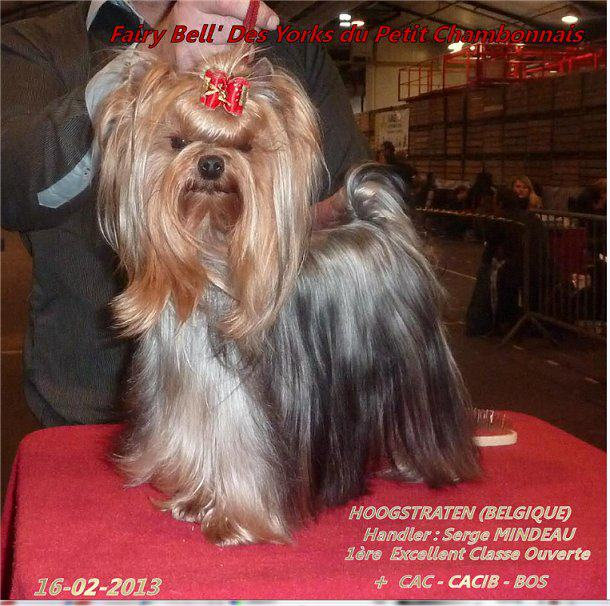 Fairy Bell' Des Yorks du Petit Chambonnais
HOOGSTRATEN (BELGIQUE)
Handler : Serge MINDEAU
1ère Excellent Classe Ouverte
+ CAC - CACIB - BOS
16-02-2013